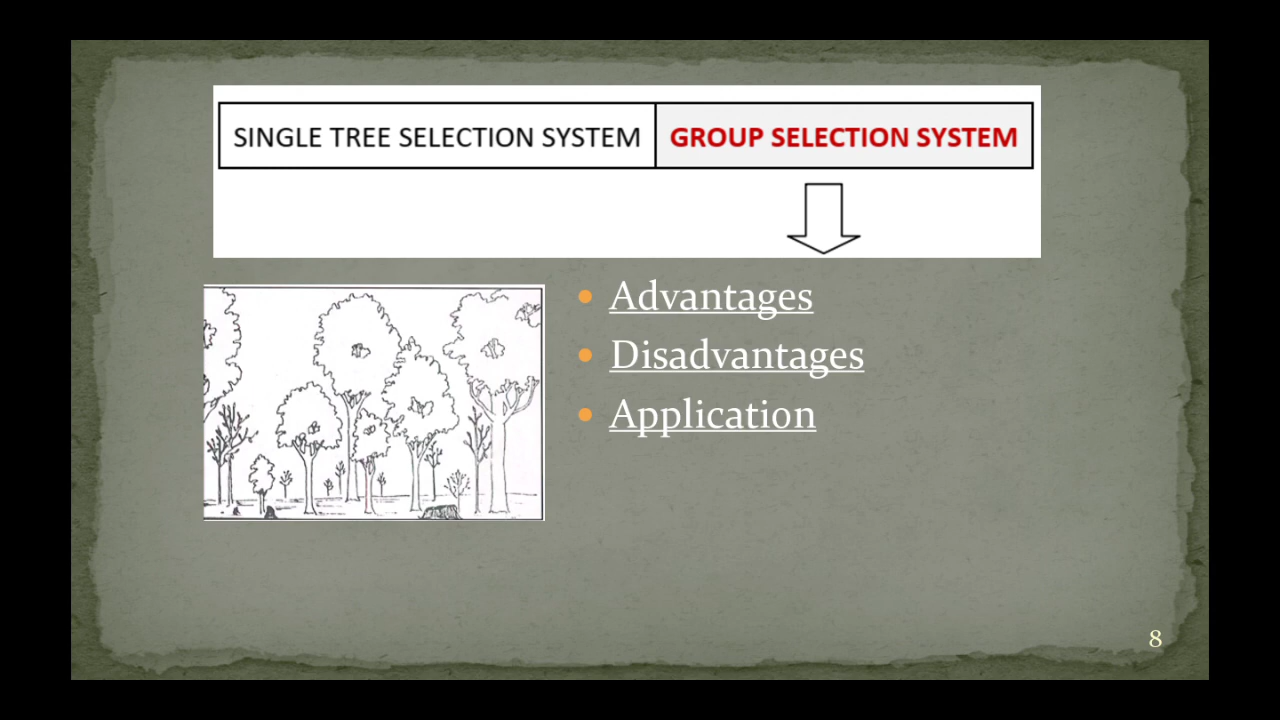 SINGLE TREE SELECTION SYSTEM GROUP SELECTION SYSTEM
Advantages
Disadvantages
Application
8